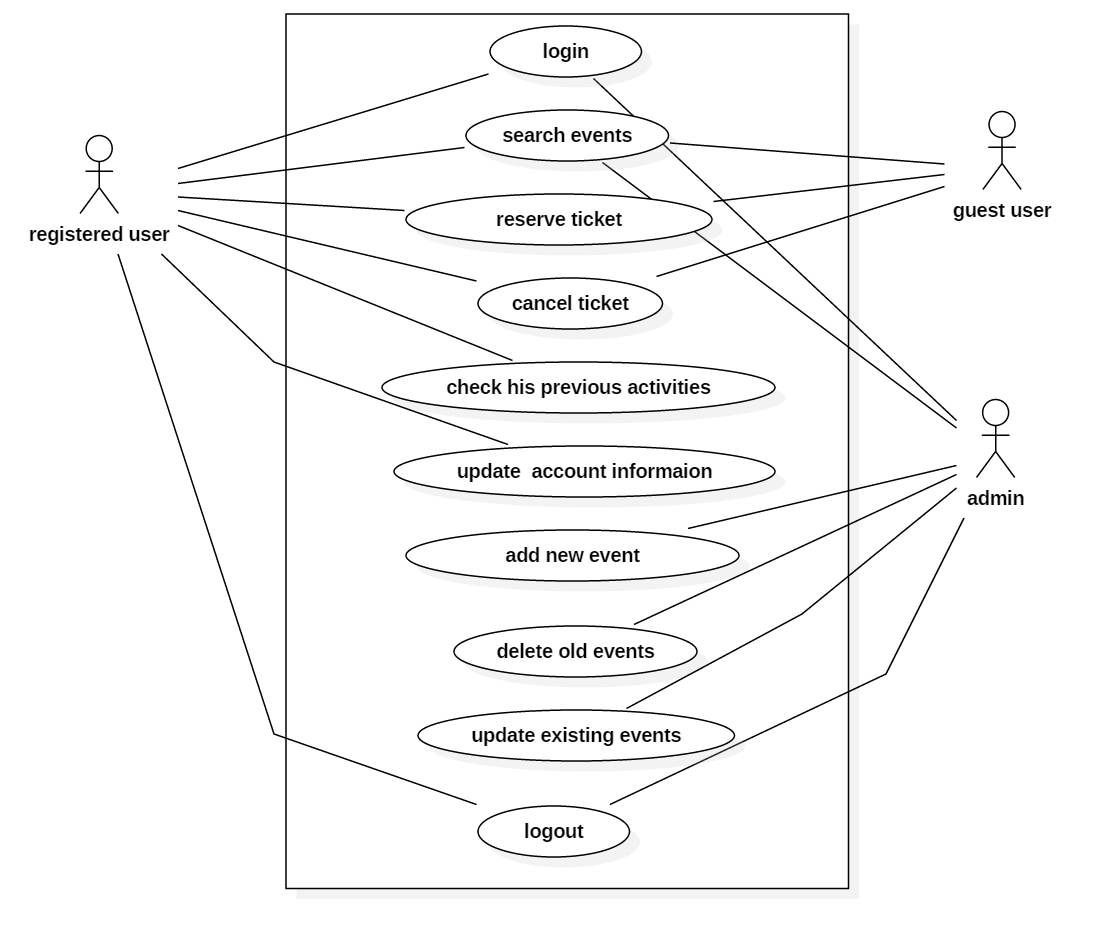 login
search events
registered user
guest user
reserve ticket
cancel ticket
check his previous activities
update  account informaion
admin
add new event
delete old events
update existing events
logout